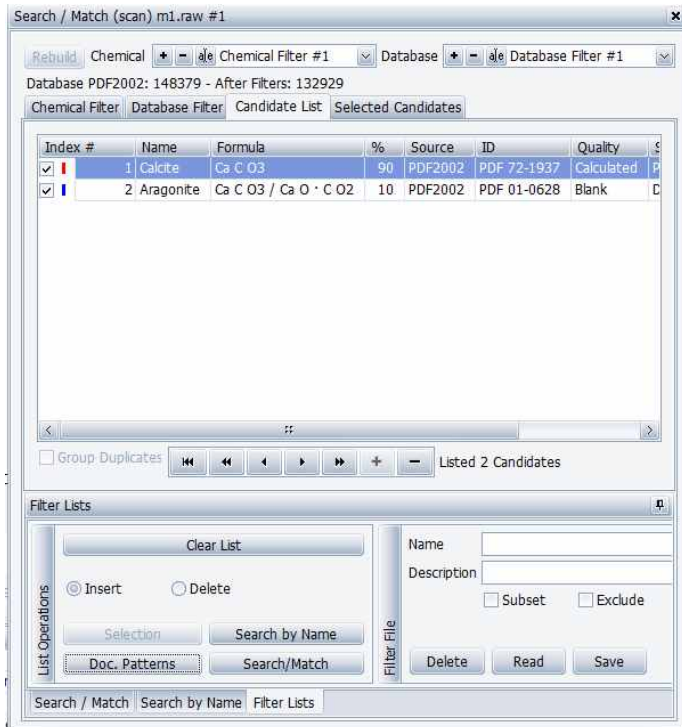 Search / Match (scan) m1.raw #1
Rebuild Chemical + - a|e Chemical Filter #1 Database + - a|e Database Filter #1
Database PDF2002: 148379 - After Filters: 132929
Chemical Filter Database Filter Candidate List Selected Candidates
Index # Name Formula % Source ID Quality
1 Calcite Ca C O3 90 PDF2002 PDF 72-1937 Calculated P
2 Aragonite Ca C O3 / Ca O · C O2 10 PDF2002 PDF 01-0628 Blank D
Group Duplicates + - Listed 2 Candidates
Filter Lists
List Operations
Clear List
Insert Delete
Selection Search by Name
Doc. Patterns Search/Match
Filter File
Name
Description
Subset Exclude
Delete Read Save
Search / Match Search by Name Filter Lists